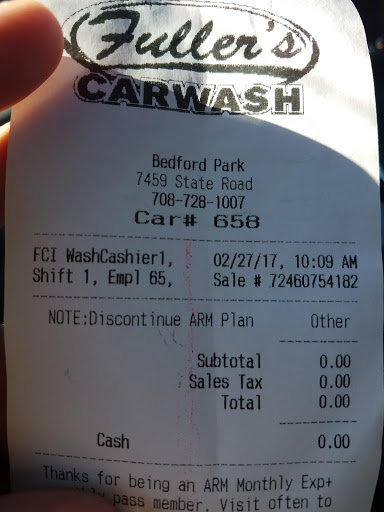 Fuller's
CARWASH
Bedford Park
7459 State Road
708-728-1007
Car# 658
FCI WashCashier1, 02/27/17, 10:09 AM
Shift 1, Empl 65, Sale # 72460754182
NOTE:Discontinue ARM Plan Other
Subtotal 0.00
Sales Tax 0.00
Total 0.00
Cash 0.00
Thanks for being an ARM Monthly Exp+
pass member. Visit often to